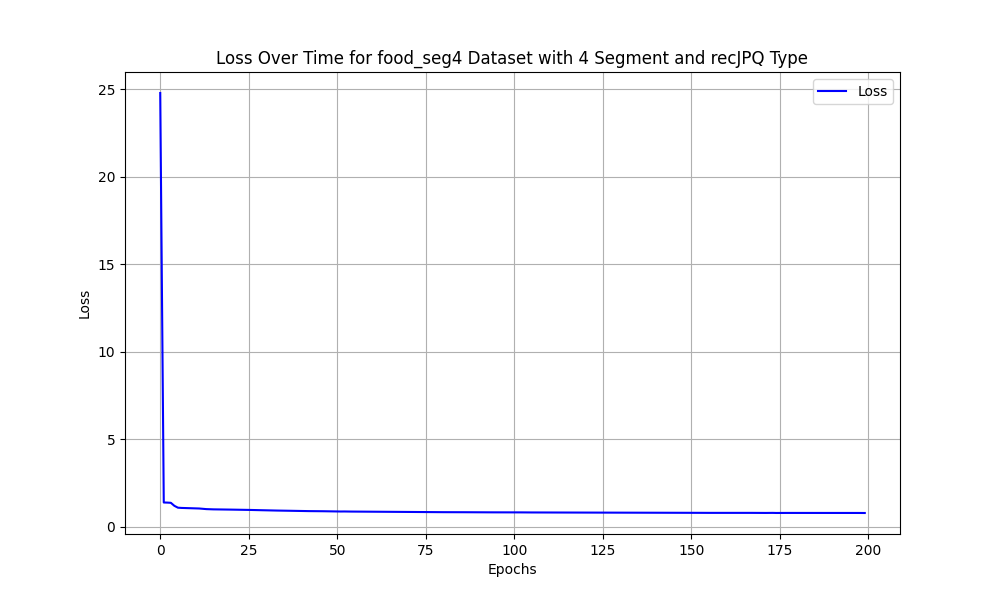 Loss Over Time for food_seg4 Dataset with 4 Segment and recJPQ Type
Loss
25
20
15
10
5
0
Loss
0 25 50 75 100 125 150 175 200
Epochs